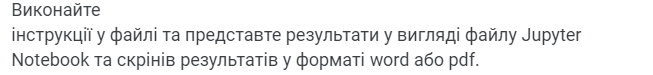 Виконайте
інструкції у файлі та представте результати у вигляді файлу Jupyter
Notebook та скрінів результатів у форматі word або pdf.